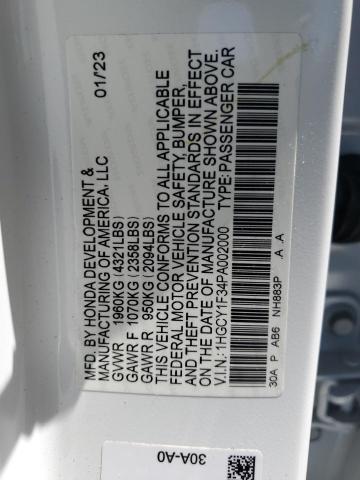 MFD. BY HONDA DEVELOPMENT & 01/23
MANUFACTURING OF AMERICA, LLC
GVWR 1960KG (4321LBS)
GAWR F 1070KG (2358LBS)
GAWR R 950KG (2094LBS)
THIS VEHICLE CONFORMS TO ALL APPLICABLE
FEDERAL MOTOR VEHICLE SAFETY, BUMPER,
AND THEFT PREVENTION STANDARDS IN EFFECT
ON THE DATE OF MANUFACTURE SHOWN ABOVE.
V.I.N.: 1HGCY1F34PA002000 TYPE: PASSENGER CAR
30A P AB6 NH883P A A
30A-A0